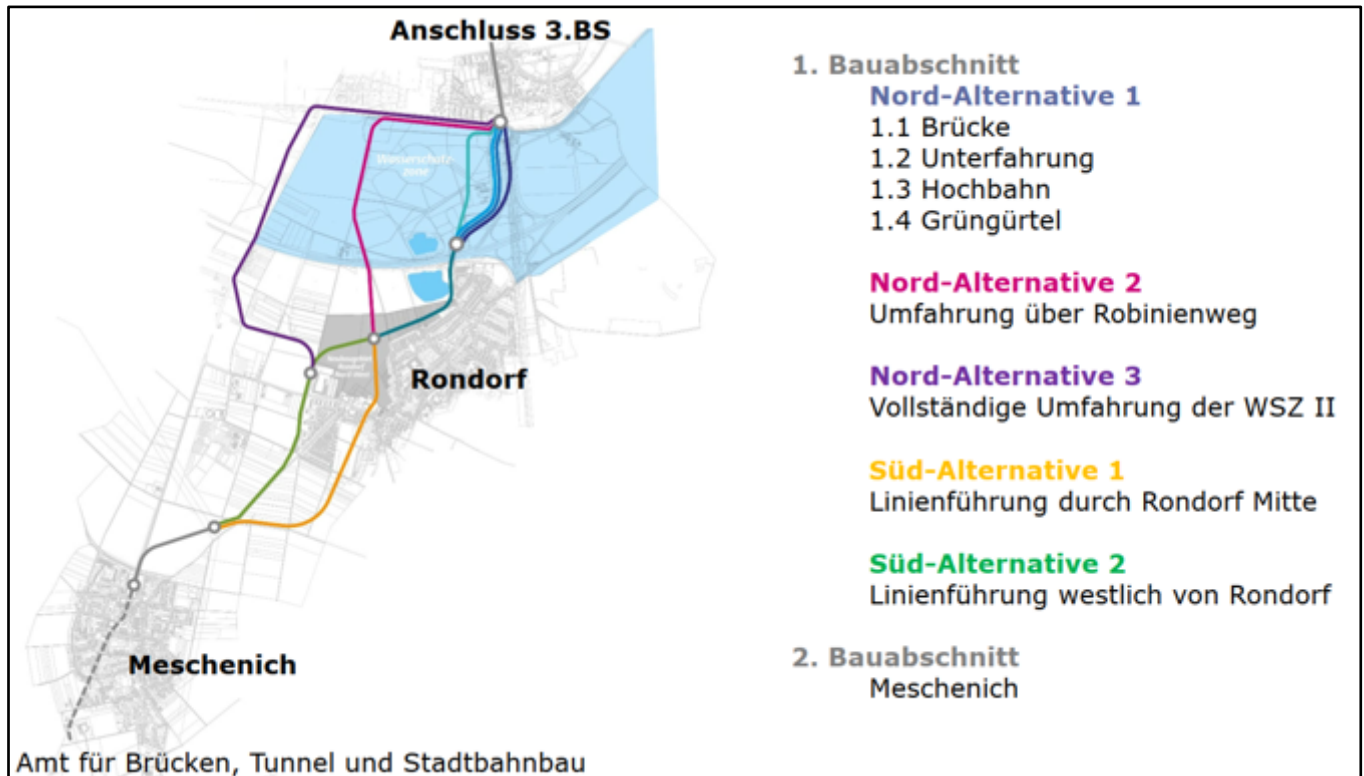 Anschluss 3.BS
Wasserschutz-
zone
Rondorf
Meschenich
Amt für Brücken, Tunnel und Stadtbahnbau
1. Bauabschnitt
Nord-Alternative 1
1.1 Brücke
1.2 Unterfahrung
1.3 Hochbahn
1.4 Grüngürtel
Nord-Alternative 2
Umfahrung über Robinienweg
Nord-Alternative 3
Vollständige Umfahrung der WSZ II
Süd-Alternative 1
Linienführung durch Rondorf Mitte
Süd-Alternative 2
Linienführung westlich von Rondorf
2. Bauabschnitt
Meschenich